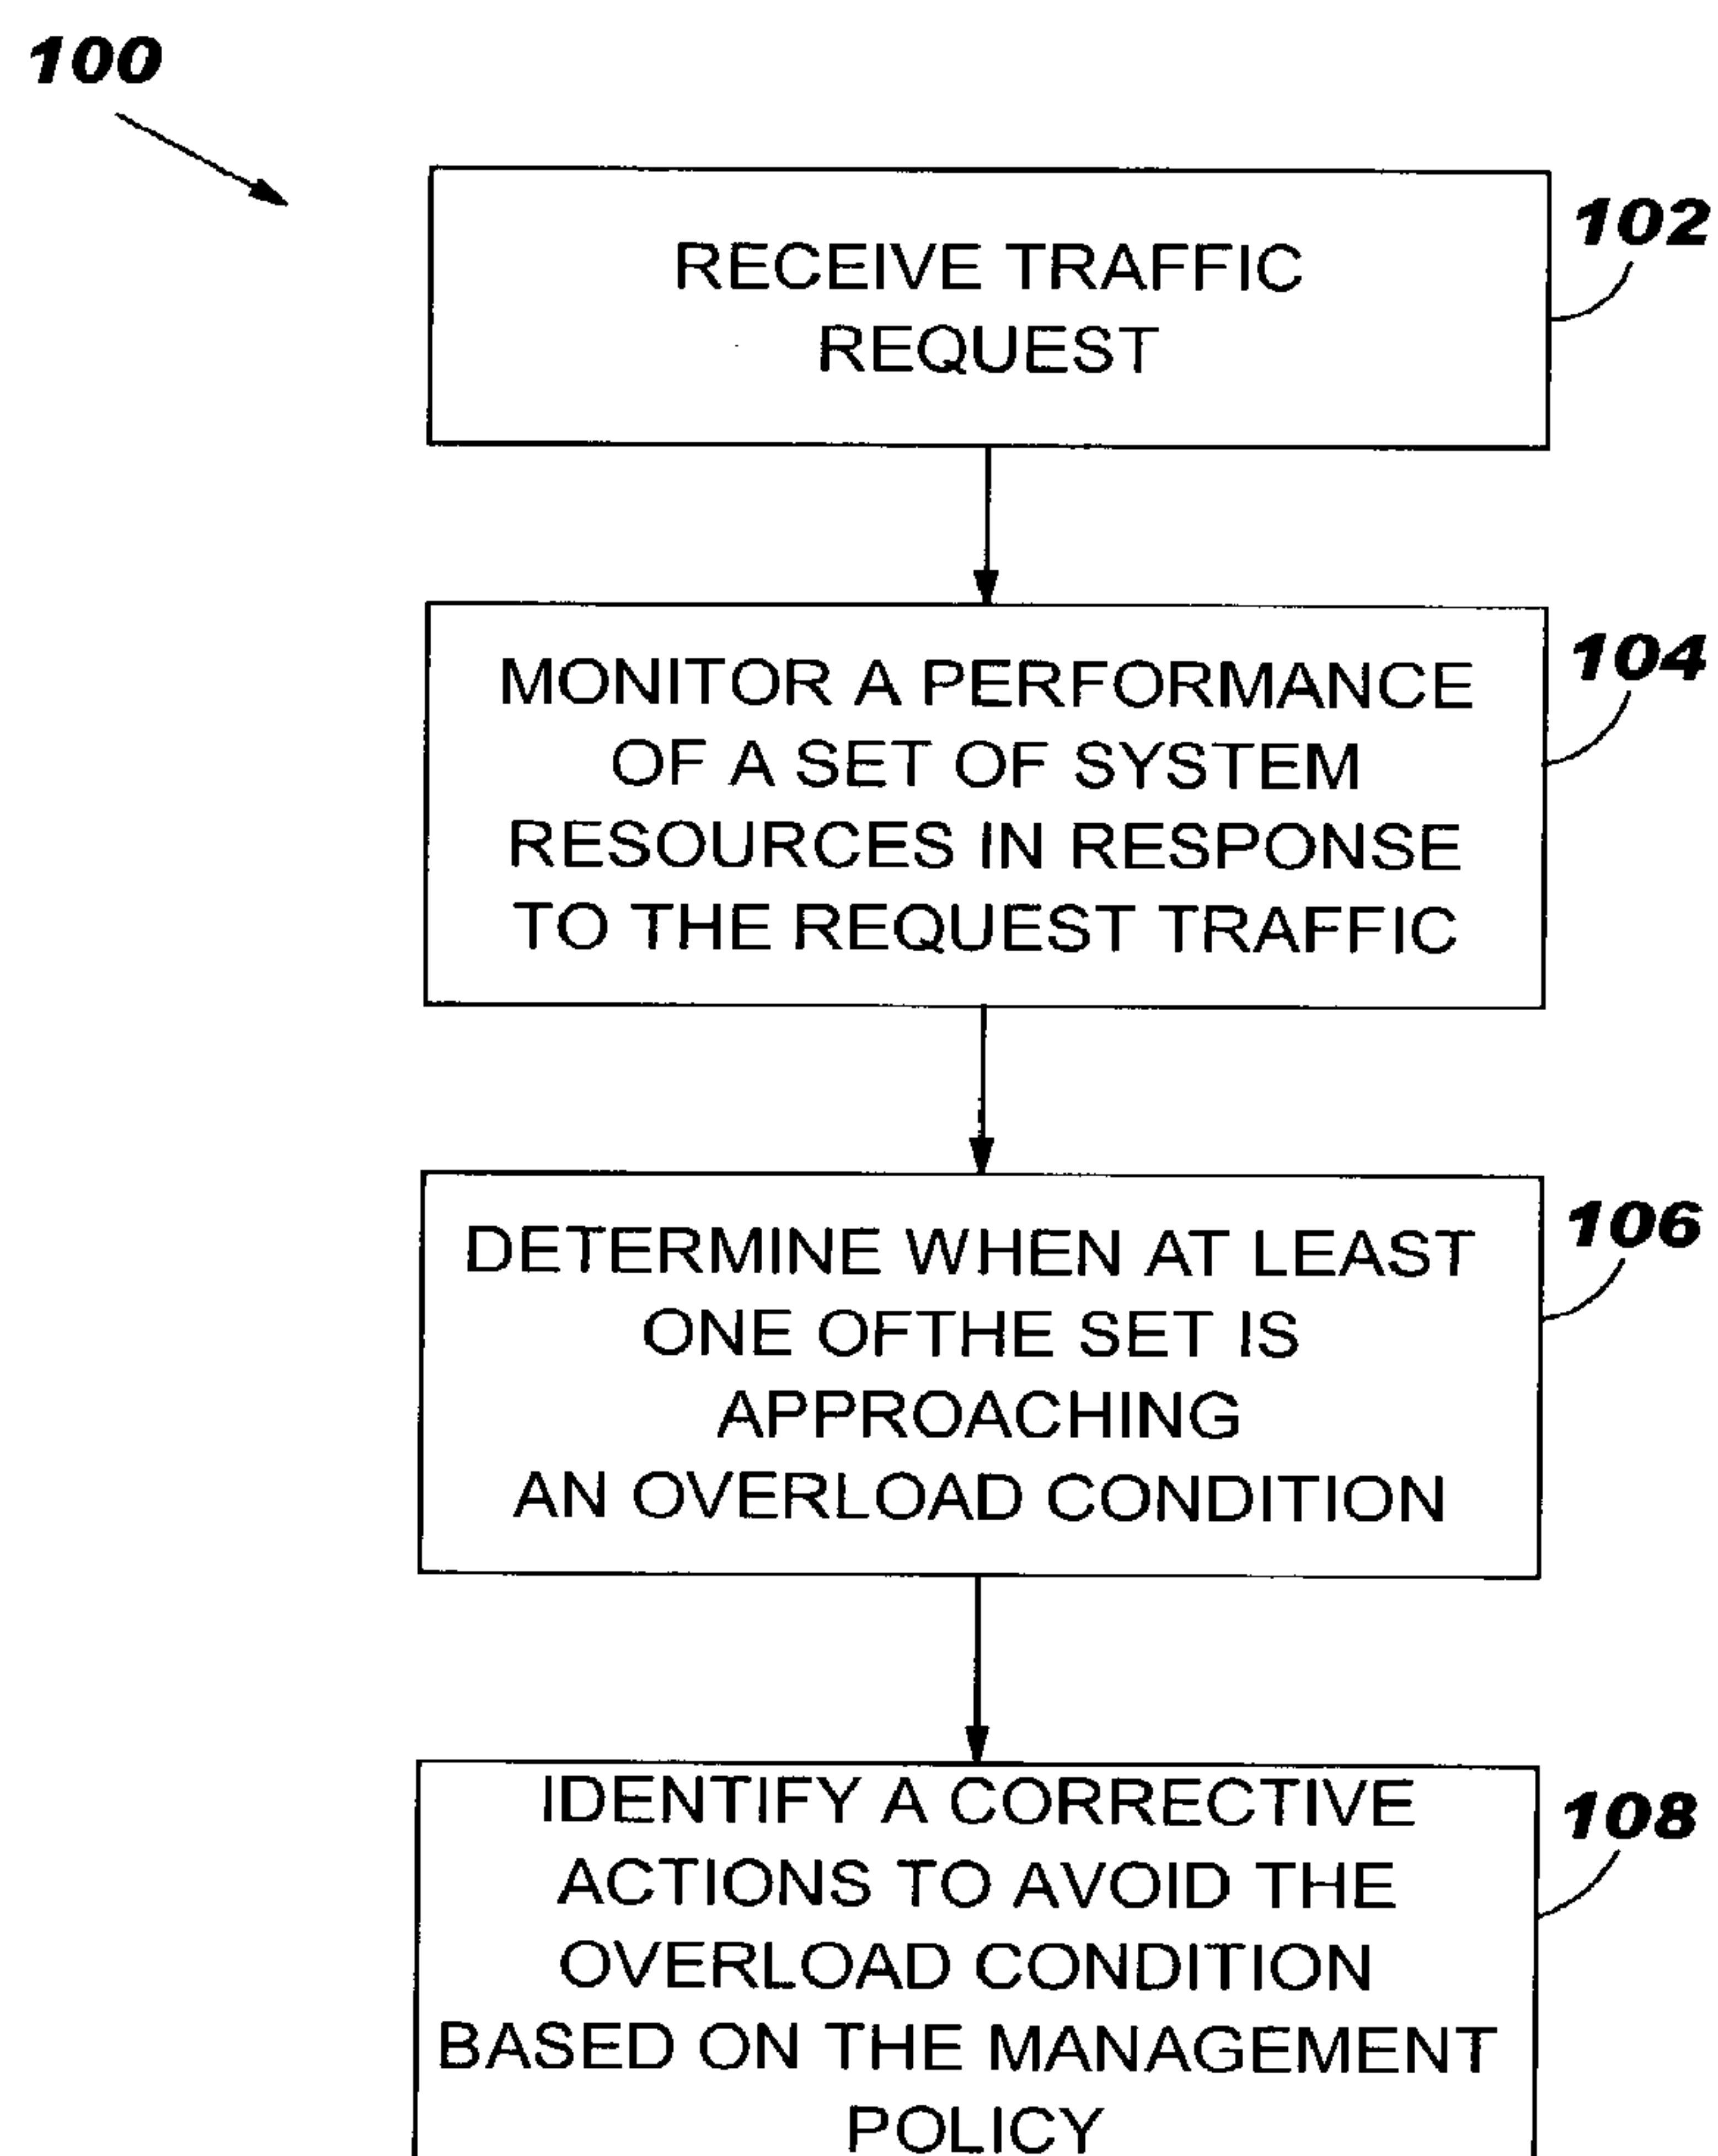 100
RECEIVE TRAFFIC
REQUEST
102
MONITOR A PERFORMANCE
OF A SET OF SYSTEM
RESOURCES IN RESPONSE
TO THE REQUEST TRAFFIC
104
DETERMINE WHEN AT LEAST
ONE OFTHE SET IS
APPROACHING
AN OVERLOAD CONDITION
106
IDENTIFY A CORRECTIVE
ACTIONS TO AVOID THE
OVERLOAD CONDITION
BASED ON THE MANAGEMENT
POLICY
108